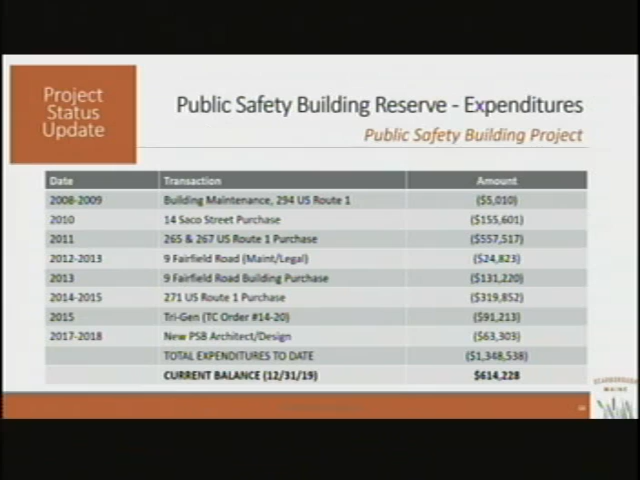 Project
Status
Update
Public Safety Building Reserve - Expenditures
Public Safety Building Project
Date Transaction Amount
2008-2009 Building Maintenance, 294 US Route 1 ($5,010)
2010 14 Saco Street Purchase ($155,601)
2011 265 & 267 US Route 1 Purchase ($557,517)
2012-2013 9 Fairfield Road (Maint/Legal) ($24,823)
2013 9 Fairfield Road Building Purchase ($131,220)
2014-2015 271 US Route 1 Purchase ($319,852)
2015 Tri-Gen (TC Order #14-20) ($91,213)
2017-2018 New PSB Architect/Design ($63,303)
TOTAL EXPENDITURES TO DATE ($1,348,538)
CURRENT BALANCE (12/31/19) $614,228
MAINE